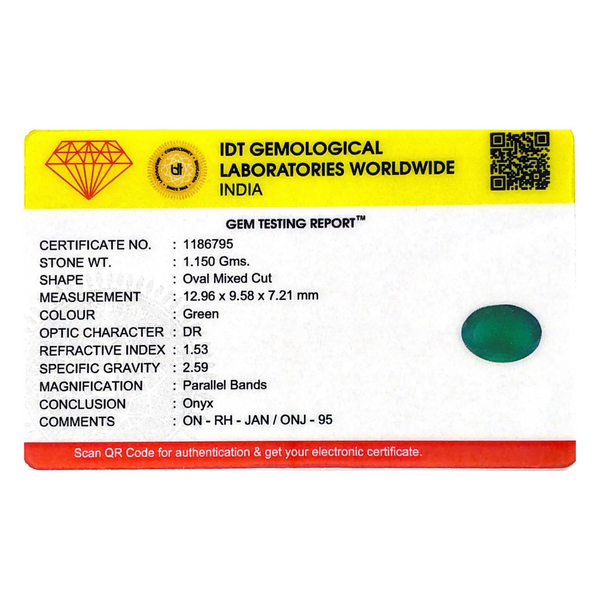 IDT GEMOLOGICAL
LABORATORIES WORLDWIDE
INDIA
GEM TESTING REPORT™
CERTIFICATE NO. : 1186795
STONE WT. : 1.150 Gms.
SHAPE : Oval Mixed Cut
MEASUREMENT : 12.96 x 9.58 x 7.21 mm
COLOUR : Green
OPTIC CHARACTER : DR
REFRACTIVE INDEX : 1.53
SPECIFIC GRAVITY : 2.59
MAGNIFICATION : Parallel Bands
CONCLUSION : Onyx
COMMENTS : ON - RH - JAN / ONJ - 95
Scan QR Code for authentication & get your electronic certificate.